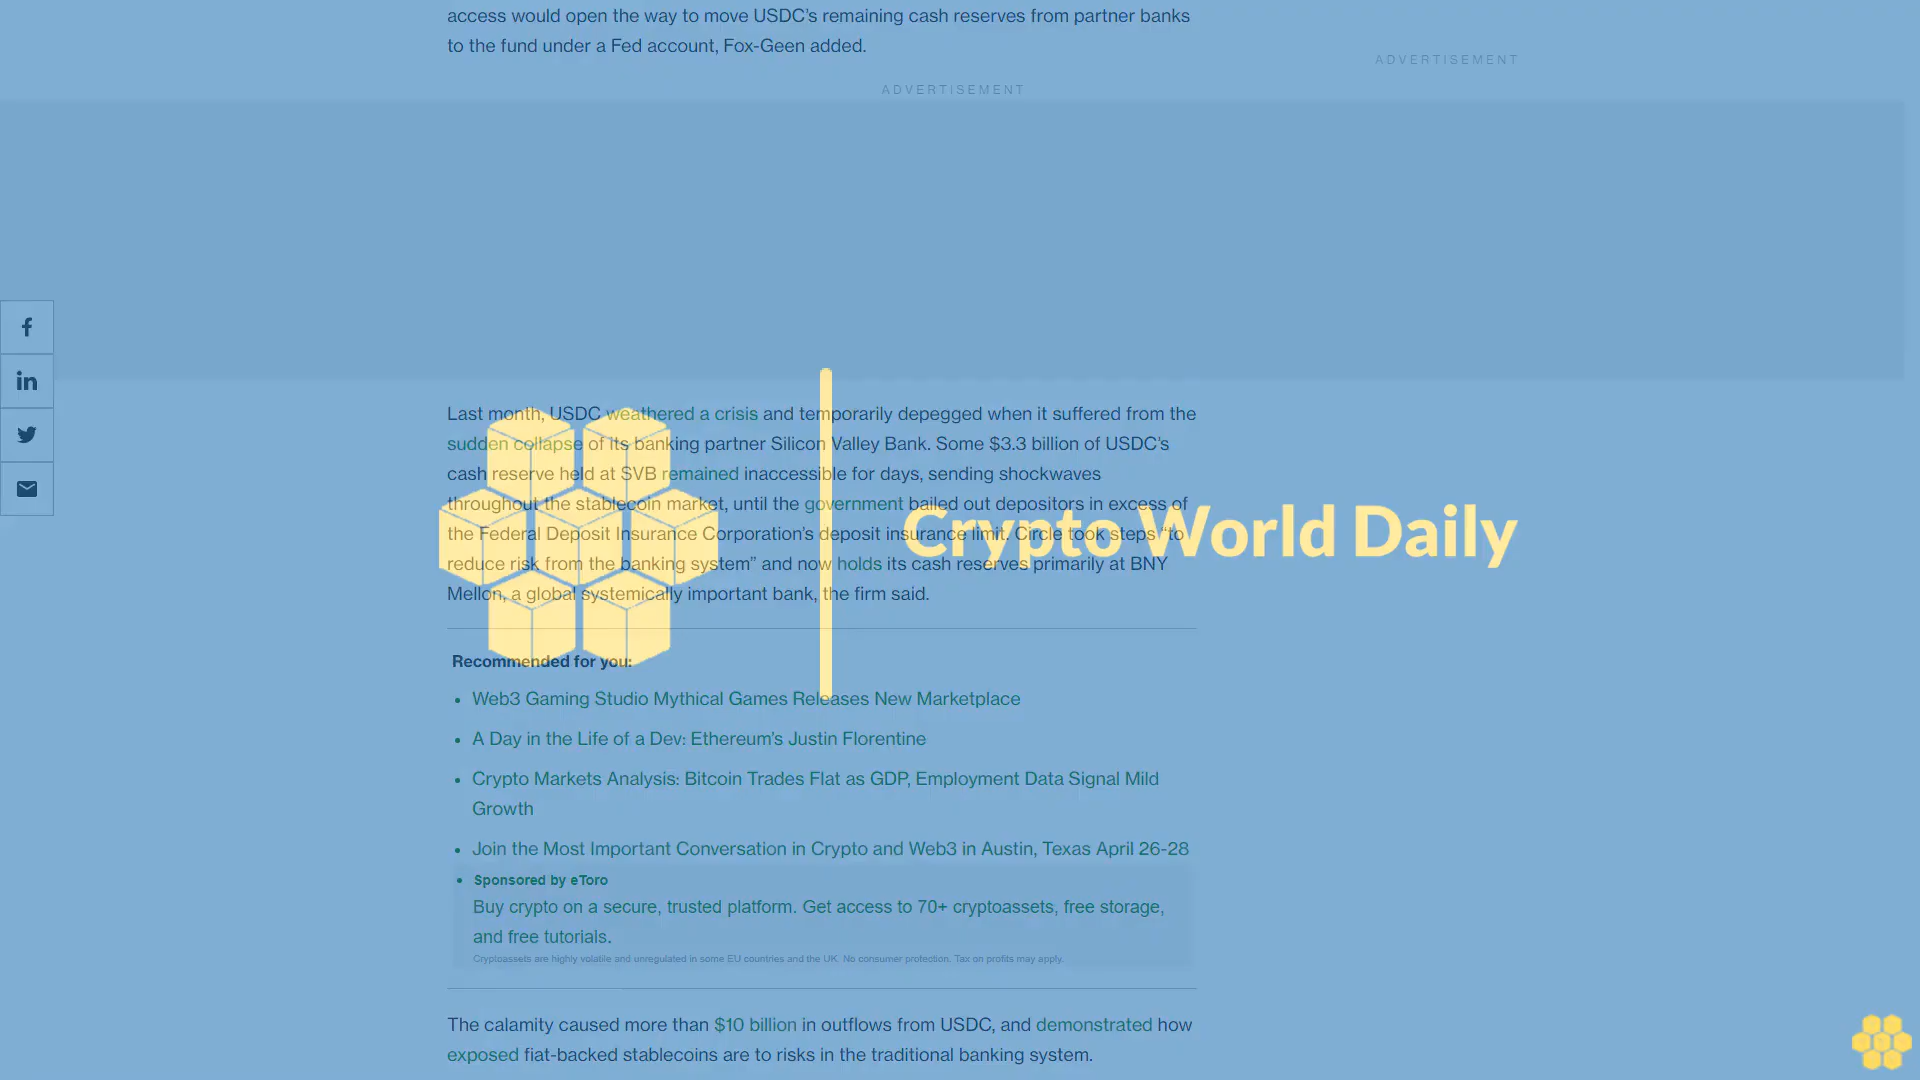 access would open the way to move USDC’s remaining cash reserves from partner banks
to the fund under a Fed account, Fox-Geen added.
ADVERTISEMENT
ADVERTISEMENT
Last month, USDC weathered a crisis and temporarily depegged when it suffered from the
sudden collapse of its banking partner Silicon Valley Bank. Some $3.3 billion of USDC’s
cash reserve held at SVB remained inaccessible for days, sending shockwaves
throughout the stablecoin market, until the government bailed out depositors in excess of
the Federal Deposit Insurance Corporation’s deposit insurance limit. Circle took steps “to
reduce risk from the banking system” and now holds its cash reserves primarily at BNY
Mellon, a global systemically important bank, the firm said.
Crypto World Daily
Recommended for you:
• Web3 Gaming Studio Mythical Games Releases New Marketplace
• A Day in the Life of a Dev: Ethereum’s Justin Florentine
• Crypto Markets Analysis: Bitcoin Trades Flat as GDP, Employment Data Signal Mild
Growth
• Join the Most Important Conversation in Crypto and Web3 in Austin, Texas April 26-28
• Sponsored by eToro
Buy crypto on a secure, trusted platform. Get access to 70+ cryptoassets, free storage,
and free tutorials.
Cryptoassets are highly volatile and unregulated in some EU countries and the UK. No consumer protection. Tax on profits may apply.
The calamity caused more than $10 billion in outflows from USDC, and demonstrated how
exposed fiat-backed stablecoins are to risks in the traditional banking system.